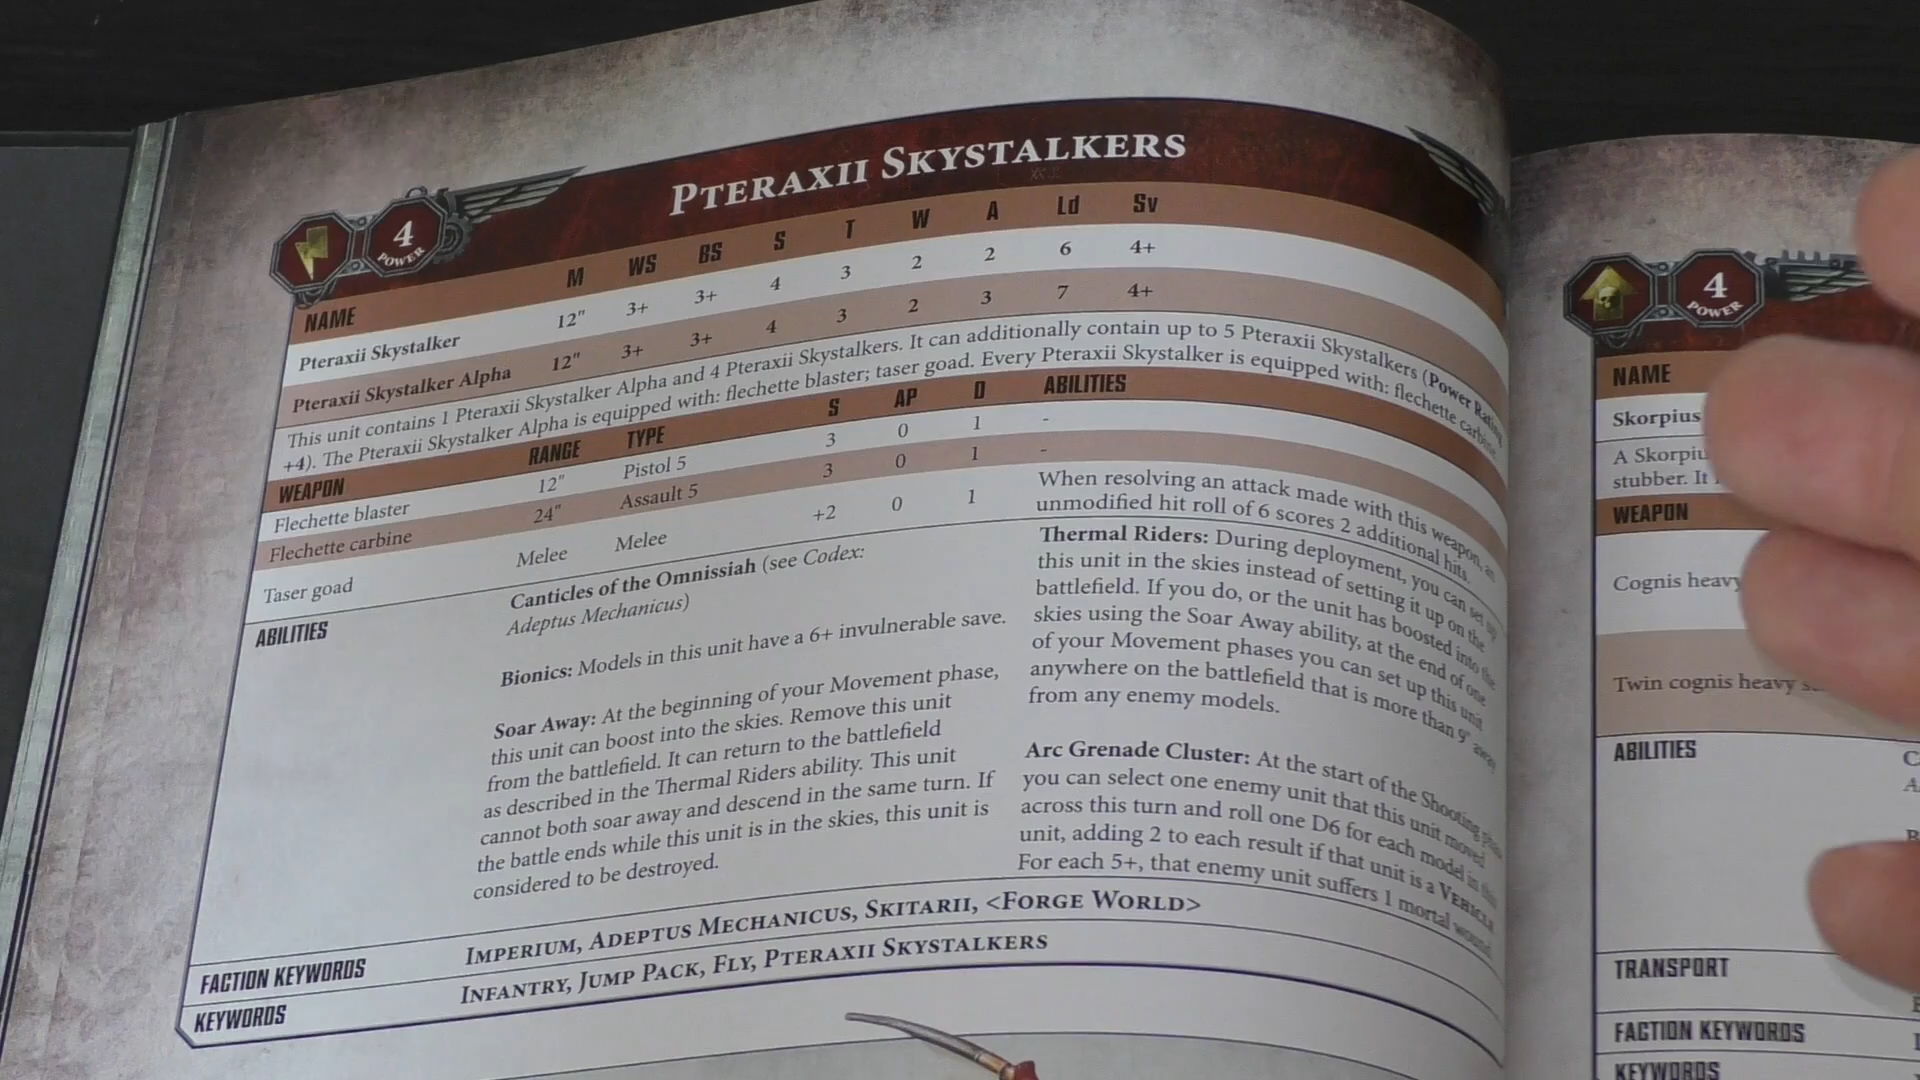 PTERAXII SKYSTALKERS
4
POWER
NAME M WS BS S T W A Ld Sv
Pteraxii Skystalker 12" 3+ 3+ 4 3 2 2 6 4+
Pteraxii Skystalker Alpha 12" 3+ 3+ 4 3 2 3 7 4+
This unit contains 1 Pteraxii Skystalker Alpha and 4 Pteraxii Skystalkers. It can additionally contain up to 5 Pteraxii Skystalkers (Power Rating
+4). The Pteraxii Skystalker Alpha is equipped with: flechette blaster; taser goad. Every Pteraxii Skystalker is equipped with: flechette carbine.
WEAPON RANGE TYPE S AP D ABILITIES
Flechette blaster 12" Pistol 5 3 0 1 -
Flechette carbine 24" Assault 5 3 0 1 -
Taser goad Melee Melee +2 0 1 When resolving an attack made with this weapon, an
unmodified hit roll of 6 scores 2 additional hits.
ABILITIES
Canticles of the Omnissiah (see Codex:
Adeptus Mechanicus)
Bionics: Models in this unit have a 6+ invulnerable save.
Soar Away: At the beginning of your Movement phase,
this unit can boost into the skies. Remove this unit
from the battlefield. It can return to the battlefield
as described in the Thermal Riders ability. This unit
cannot both soar away and descend in the same turn. If
the battle ends while this unit is in the skies, this unit is
considered to be destroyed.
Thermal Riders: During deployment, you can set up
this unit in the skies instead of setting it up on the
battlefield. If you do, or the unit has boosted into the
skies using the Soar Away ability, at the end of one
of your Movement phases you can set up this unit
anywhere on the battlefield that is more than 9" away
from any enemy models.
Arc Grenade Cluster: At the start of the Shooting phase
you can select one enemy unit that this unit moved
across this turn and roll one D6 for each model in this
unit, adding 2 to each result if that unit is a VEHICLE.
For each 5+, that enemy unit suffers 1 mortal wound.
FACTION KEYWORDS IMPERIUM, ADEPTUS MECHANICUS, SKITARII, <FORGE WORLD>
KEYWORDS INFANTRY, JUMP PACK, FLY, PTERAXII SKYSTALKERS
4
POWER
NAME
Skorpius
A Skorpiu
stubber. It
WEAPON
Cognis heavy
Twin cognis heavy
ABILITIES
TRANSPORT
FACTION KEYWORDS
KEYWORDS